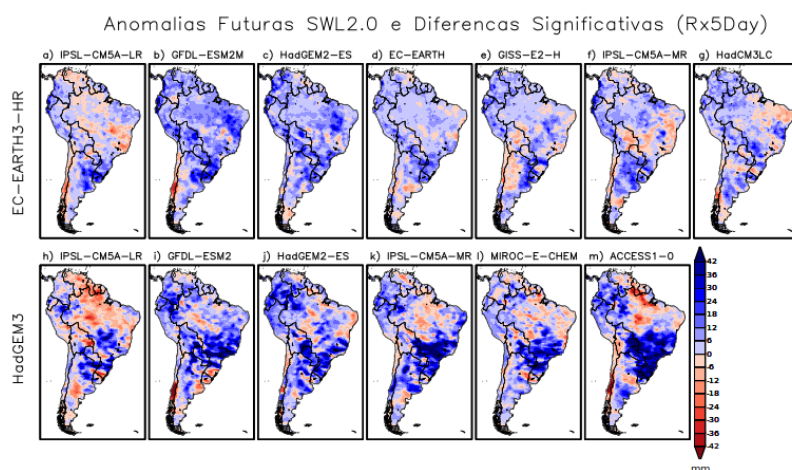 Anomalias Futuras SWL2.0 e Diferencas Significativas (Rx5Day)
a) IPSL-CM5A-LR b) GFDL-ESM2M c) HadGEM2-ES d) EC-EARTH e) GISS-E2-H f) IPSL-CM5A-MR g) HadCM3LC
EC-EARTH3-HR
h) IPSL-CM5A-LR i) GFDL-ESM2 j) HadGEM2-ES k) IPSL-CM5A-MR l) MIROC-E-CHEM m) ACCESS1-0
HadGEM3
42
36
30
24
18
12
6
0
-6
-12
-18
-24
-30
-36
-42
mm